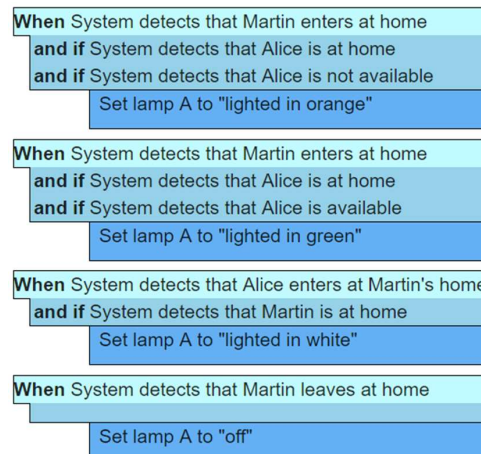 When System detects that Martin enters at home
and if System detects that Alice is at home
and if System detects that Alice is not available
Set lamp A to "lighted in orange"
When System detects that Martin enters at home
and if System detects that Alice is at home
and if System detects that Alice is available
Set lamp A to "lighted in green"
When System detects that Alice enters at Martin's home
and if System detects that Martin is at home
Set lamp A to "lighted in white"
When System detects that Martin leaves at home
Set lamp A to "off"